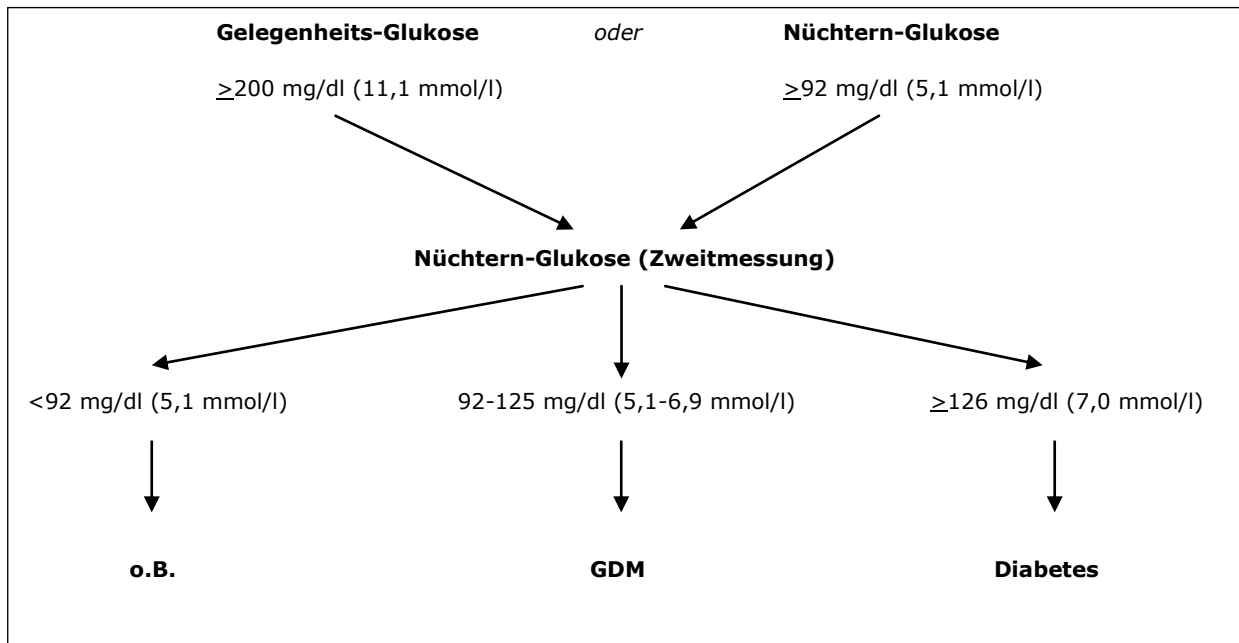 Gelegenheits-Glukose oder Nüchtern-Glukose
≥200 mg/dl (11,1 mmol/l) ≥92 mg/dl (5,1 mmol/l)
Nüchtern-Glukose (Zweitmessung)
<92 mg/dl (5,1 mmol/l) 92-125 mg/dl (5,1-6,9 mmol/l) ≥126 mg/dl (7,0 mmol/l)
o.B. GDM Diabetes